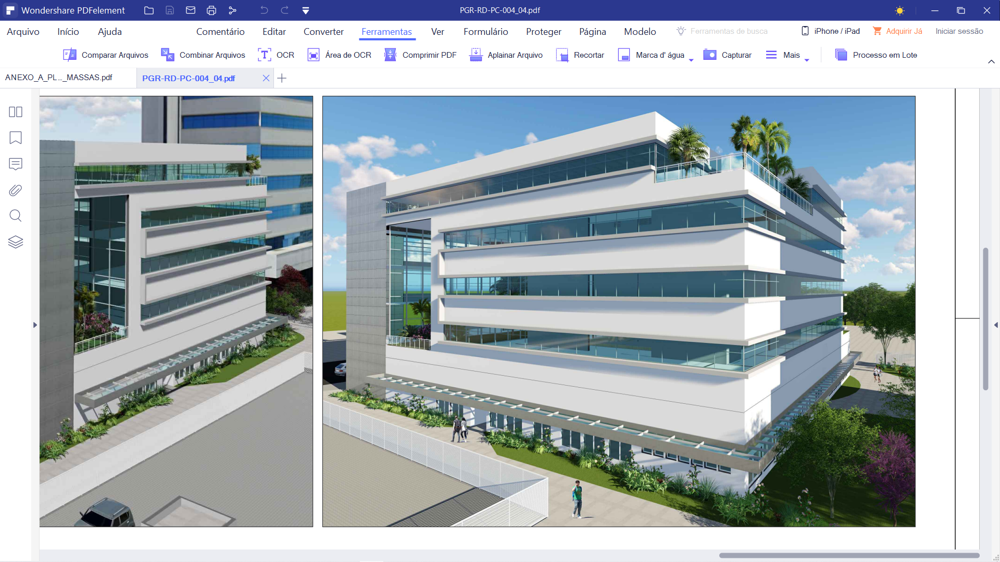 Wondershare PDFelement
PGR-RD-PC-004_04.pdf
Arquivo Início Ajuda Comentário Editar Converter Ferramentas Ver Formulário Proteger Página Modelo Ferramentas de busca iPhone / iPad Adquirir Já Iniciar sessão
Comparar Arquivos Combinar Arquivos OCR Área de OCR Comprimir PDF Aplainar Arquivo Recortar Marca d' água Capturar Mais Processo em Lote
ANEXO_A_PL..._MASSAS.pdf PGR-RD-PC-004_04.pdf